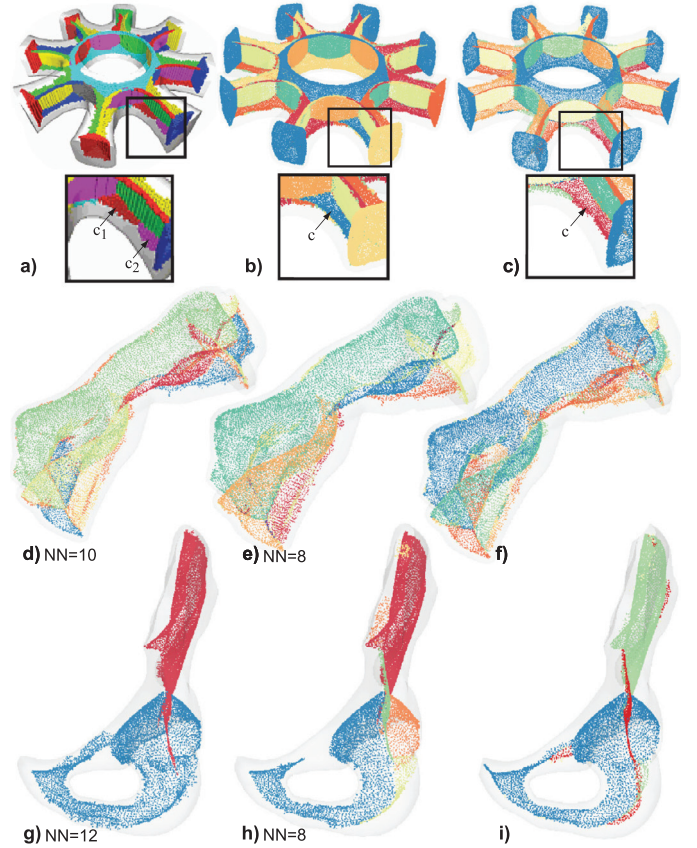 c1
c2
a)
c
b)
c
c)
d) NN=10
e) NN=8
f)
g) NN=12
h) NN=8
i)